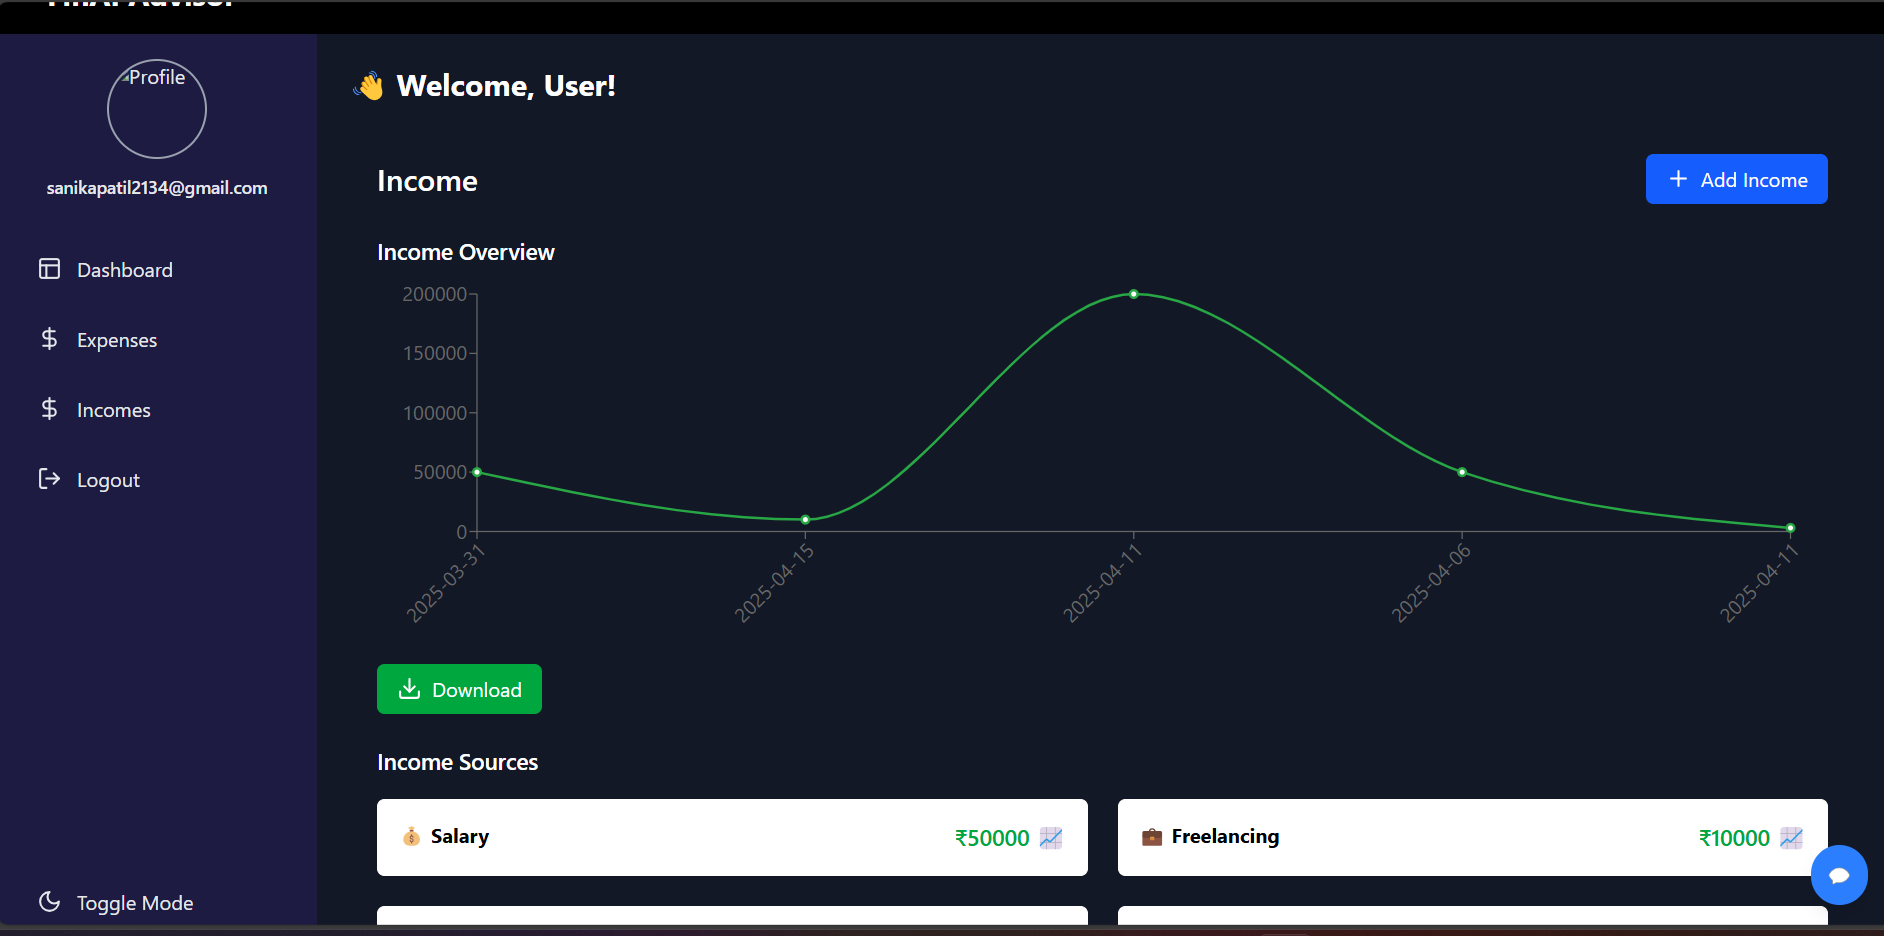 Profile
sanikapatil2134@gmail.com
Dashboard
Expenses
Incomes
Logout
Toggle Mode
👋 Welcome, User!
Income
+ Add Income
Income Overview
200000
150000
100000
50000
0
2025-03-31
2025-04-15
2025-04-11
2025-04-06
2025-04-11
Download
Income Sources
Salary
₹50000
Freelancing
₹10000